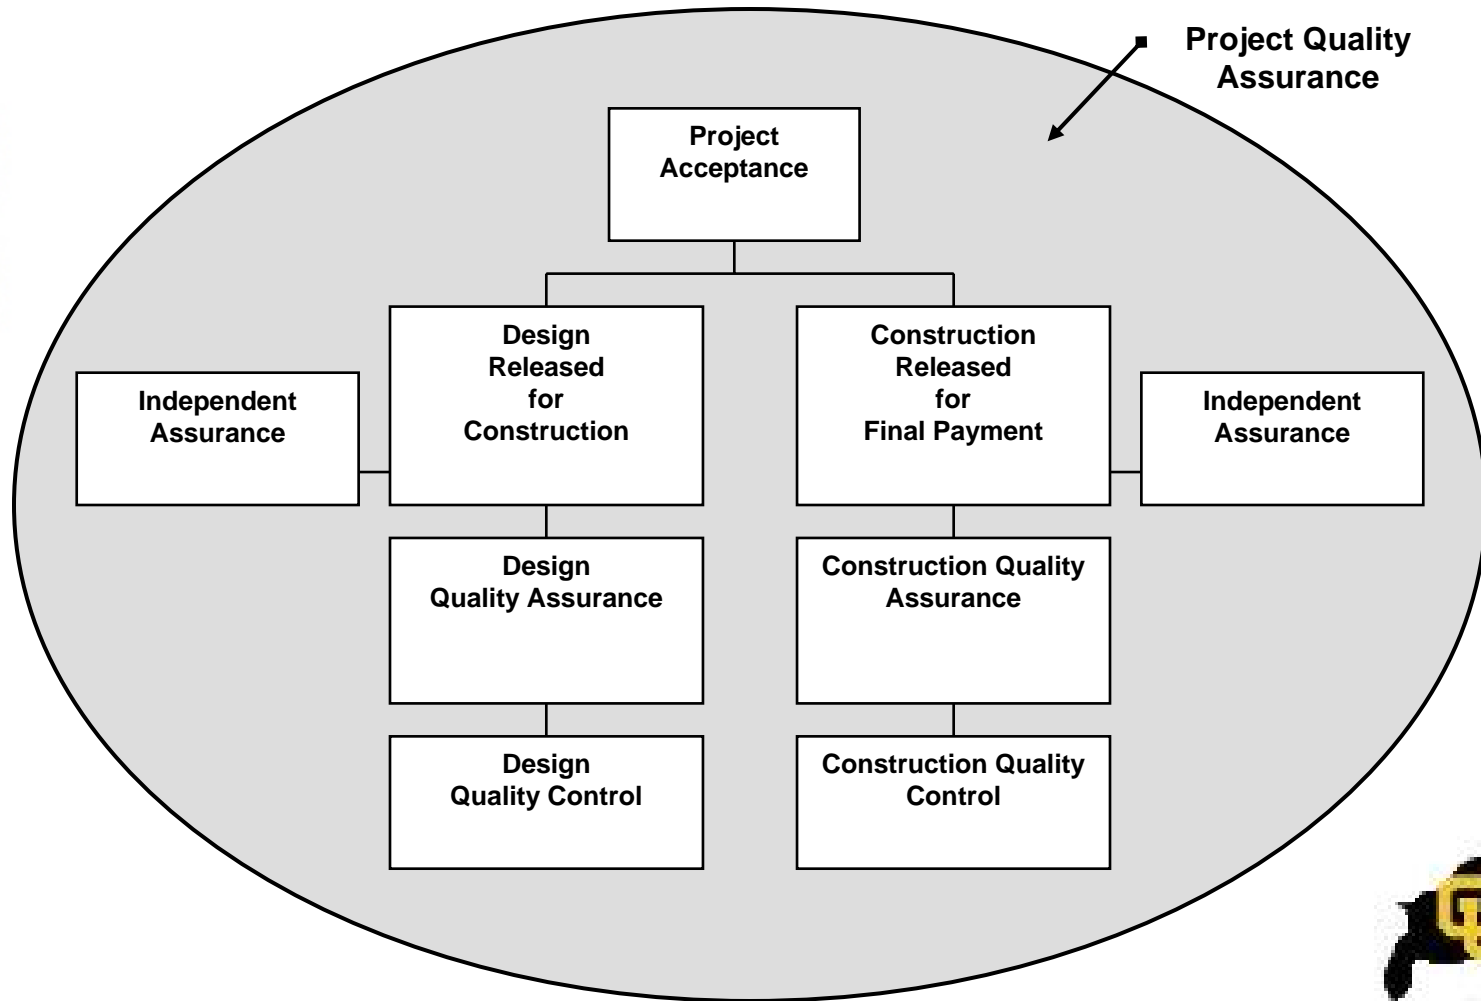 Project Quality
Assurance
Project
Acceptance
Design
Released
for
Construction
Construction
Released
for
Final Payment
Independent
Assurance
Independent
Assurance
Design
Quality Assurance
Construction Quality
Assurance
Design
Quality Control
Construction Quality
Control